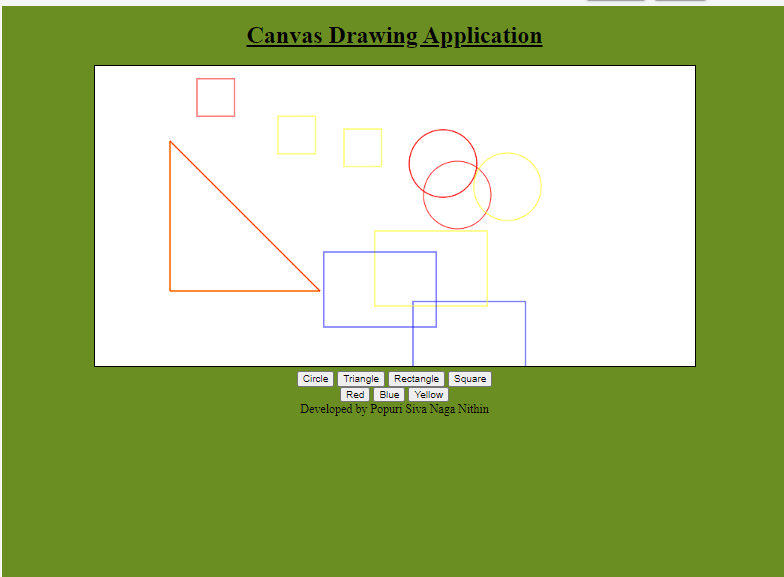 Canvas Drawing Application
Circle Triangle Rectangle Square
Red Blue Yellow
Developed by Popuri Siva Naga Nithin